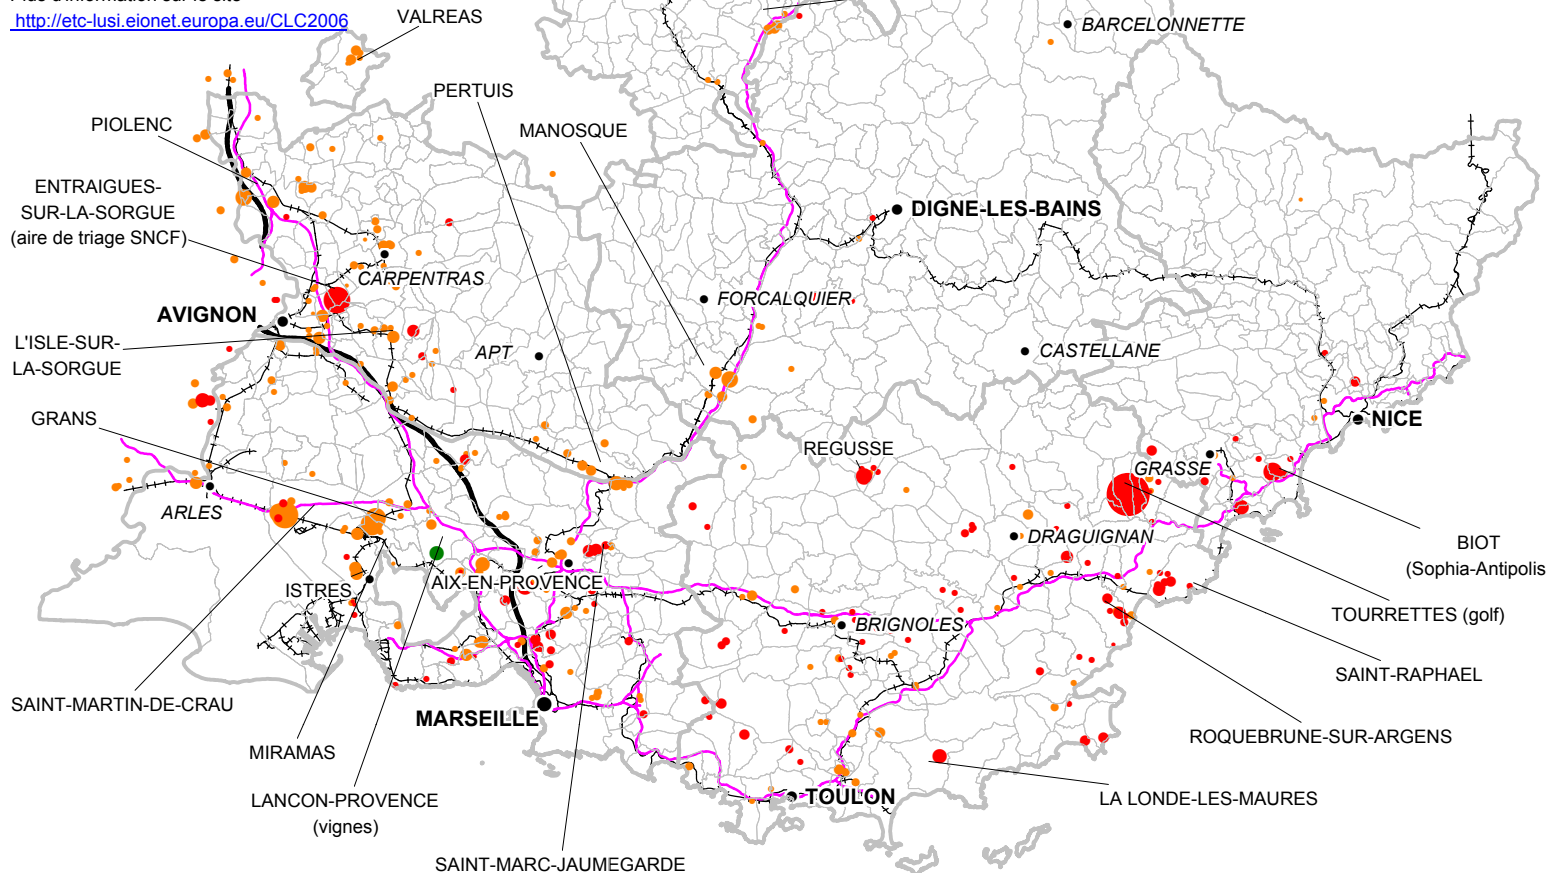 http://etc-lusi.eionet.europa.eu/CLC2006
VALREAS
BARCELONNETTE
PERTUIS
PIOLENC
MANOSQUE
ENTRAIGUES-
SUR-LA-SORGUE
(aire de triage SNCF)
DIGNE-LES-BAINS
CARPENTRAS
FORCALQUIER
AVIGNON
L'ISLE-SUR-
LA-SORGUE
APT
CASTELLANE
GRANS
NICE
REGUSSE
GRASSE
ARLES
DRAGUIGNAN
BIOT
(Sophia-Antipolis
ISTRES
AIX-EN-PROVENCE
TOURRETTES (golf)
BRIGNOLES
SAINT-RAPHAEL
SAINT-MARTIN-DE-CRAU
MARSEILLE
ROQUEBRUNE-SUR-ARGENS
MIRAMAS
LANCON-PROVENCE
(vignes)
TOULON
LA LONDE-LES-MAURES
SAINT-MARC-JAUMEGARDE